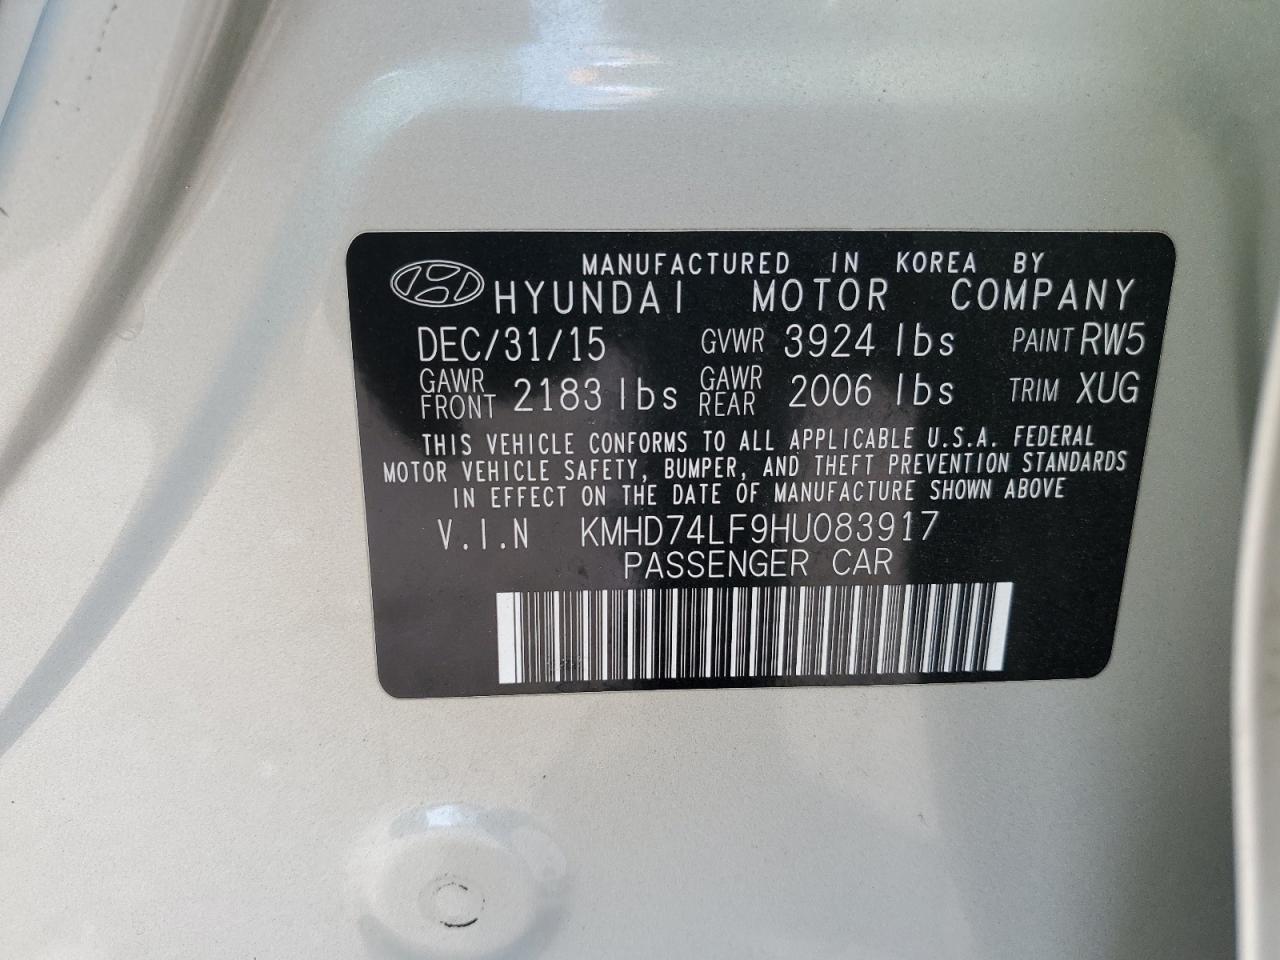 MANUFACTURED IN KOREA BY
HYUNDAI MOTOR COMPANY
DEC/31/15 GVWR 3924 lbs PAINT RW5
GAWR FRONT 2183 lbs GAWR REAR 2006 lbs TRIM XUG
THIS VEHICLE CONFORMS TO ALL APPLICABLE U.S.A. FEDERAL
MOTOR VEHICLE SAFETY, BUMPER, AND THEFT PREVENTION STANDARDS
IN EFFECT ON THE DATE OF MANUFACTURE SHOWN ABOVE
V.I.N KMHD74LF9HU083917
PASSENGER CAR